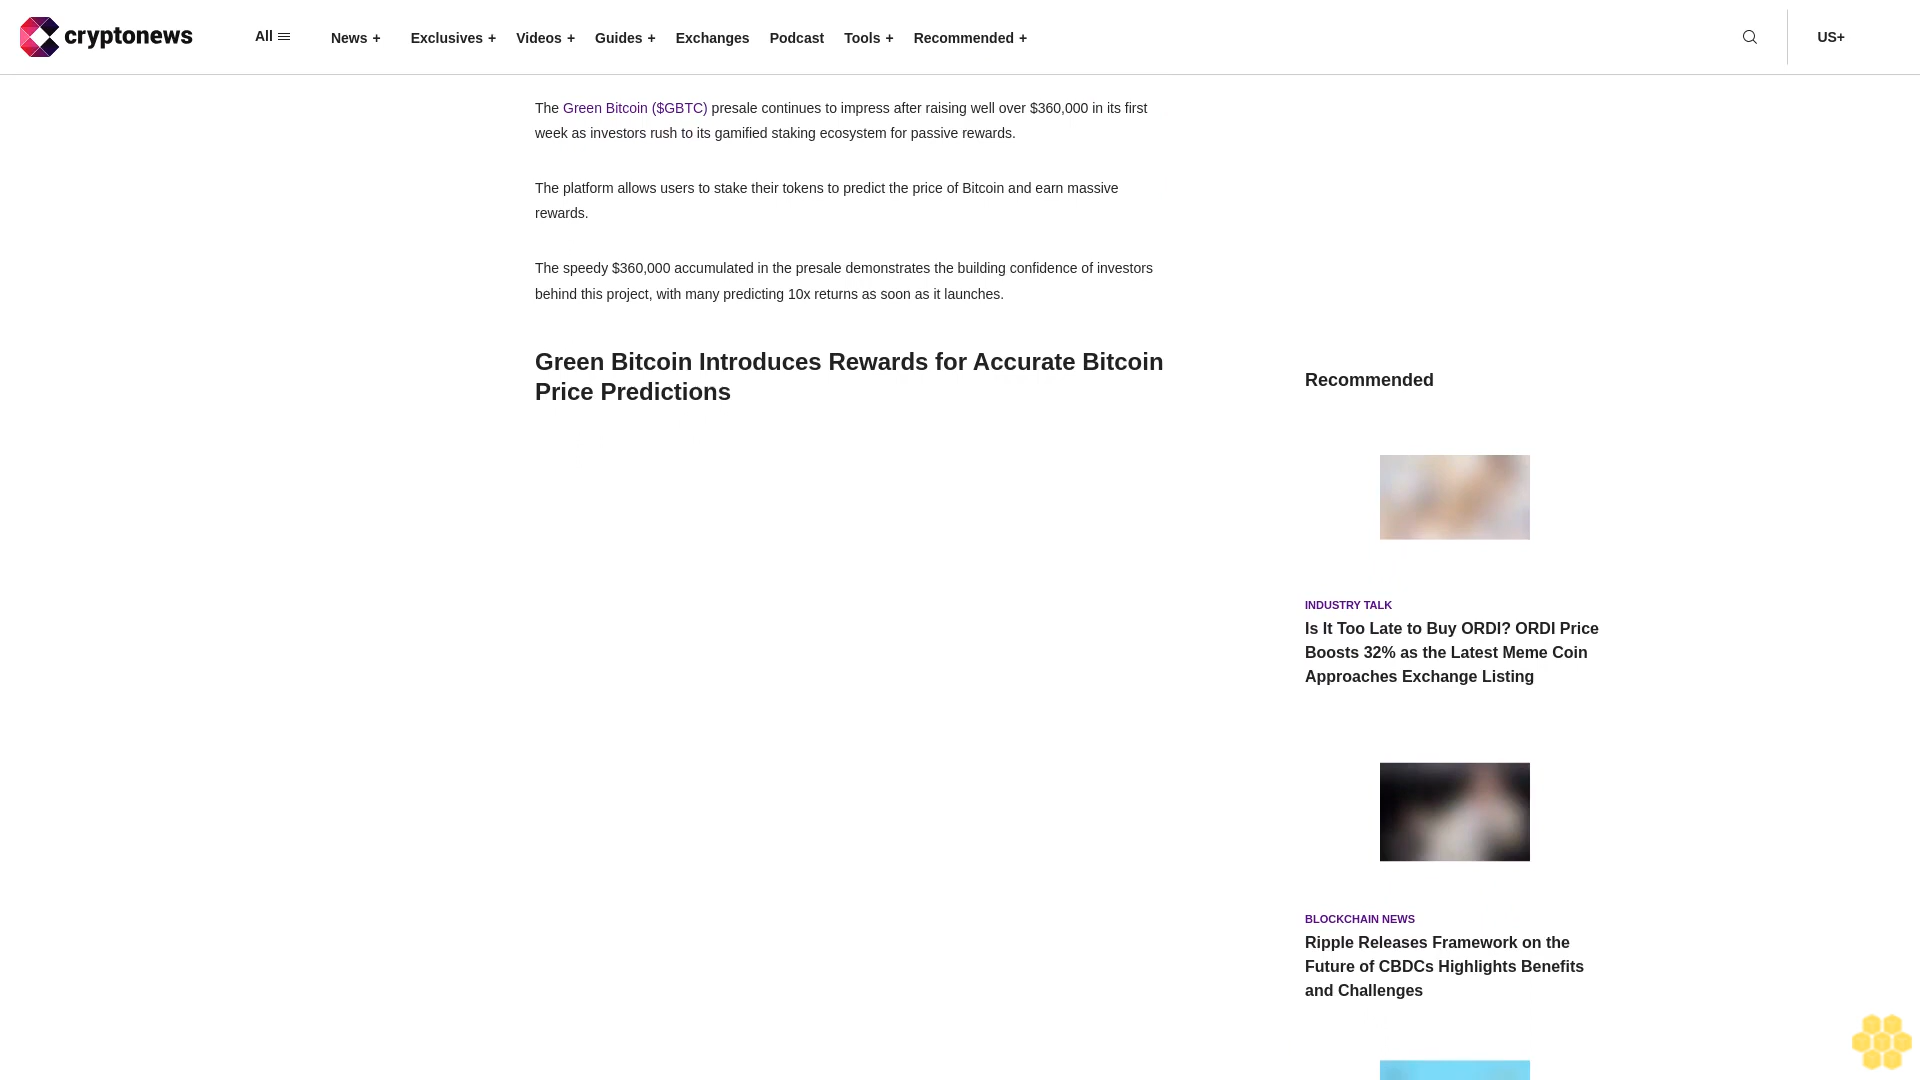 cryptonews
All
News +
Exclusives +
Videos +
Guides +
Exchanges
Podcast
Tools +
Recommended +
US+
The Green Bitcoin ($GBTC) presale continues to impress after raising well over $360,000 in its first
week as investors rush to its gamified staking ecosystem for passive rewards.
The platform allows users to stake their tokens to predict the price of Bitcoin and earn massive
rewards.
The speedy $360,000 accumulated in the presale demonstrates the building confidence of investors
behind this project, with many predicting 10x returns as soon as it launches.
Green Bitcoin Introduces Rewards for Accurate Bitcoin
Price Predictions
Recommended
INDUSTRY TALK
Is It Too Late to Buy ORDI? ORDI Price
Boosts 32% as the Latest Meme Coin
Approaches Exchange Listing
BLOCKCHAIN NEWS
Ripple Releases Framework on the
Future of CBDCs Highlights Benefits
and Challenges